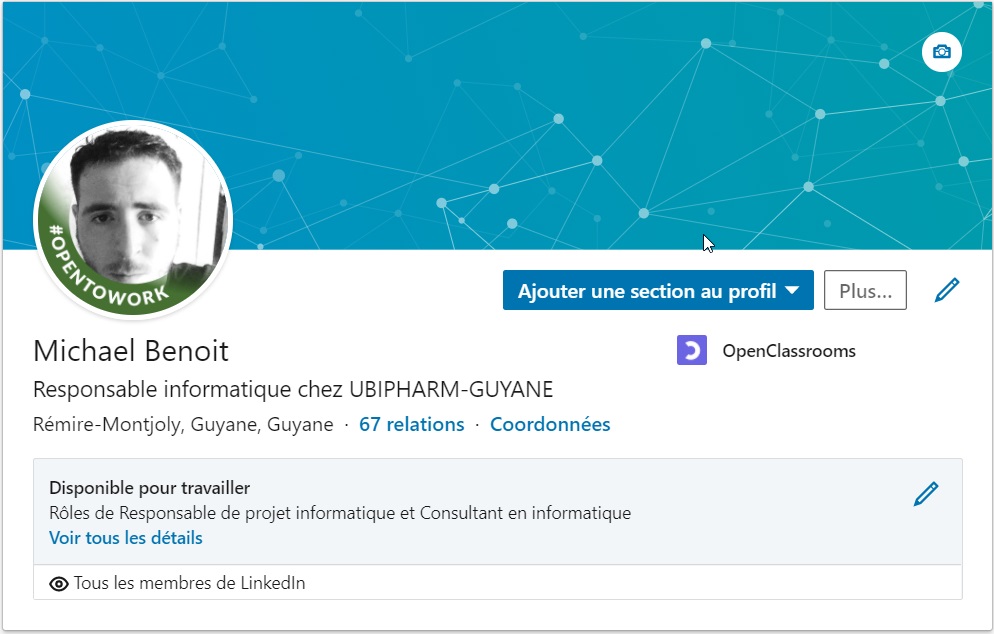 #OPENTOWORK
Ajouter une section au profil
Plus...
Michael Benoit
OpenClassrooms
Responsable informatique chez UBIPHARM-GUYANE
Rémire-Montjoly, Guyane, Guyane · 67 relations · Coordonnées
Disponible pour travailler
Rôles de Responsable de projet informatique et Consultant en informatique
Voir tous les détails
Tous les membres de LinkedIn